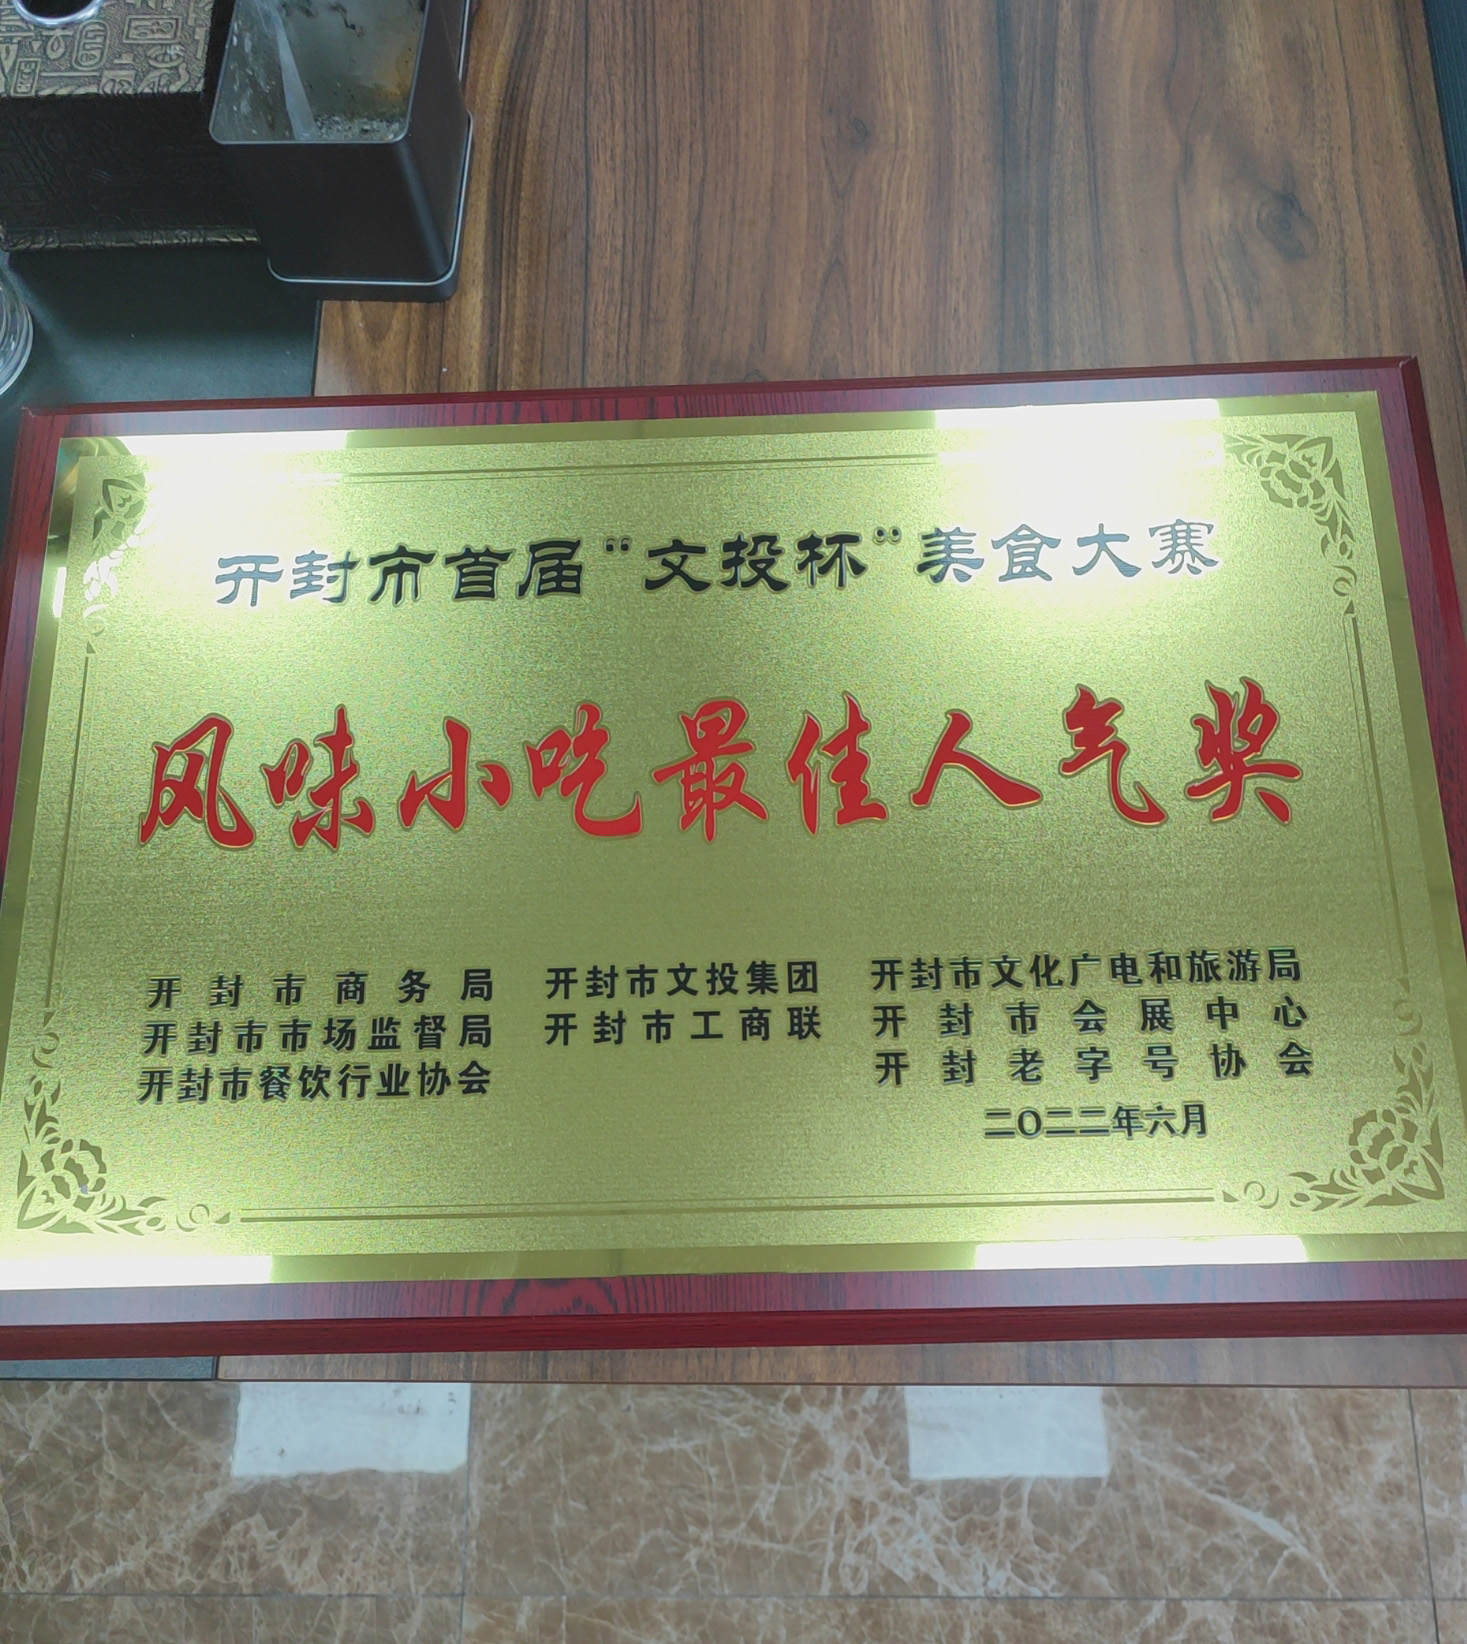 开封市首届“文投杯”美食大赛
风味小吃最佳人气奖
开封市商务局 开封市文投集团 开封市文化广电和旅游局
开封市市场监督局 开封市工商联 开封市会展中心
开封市餐饮行业协会 开封老字号协会
二〇二二年六月